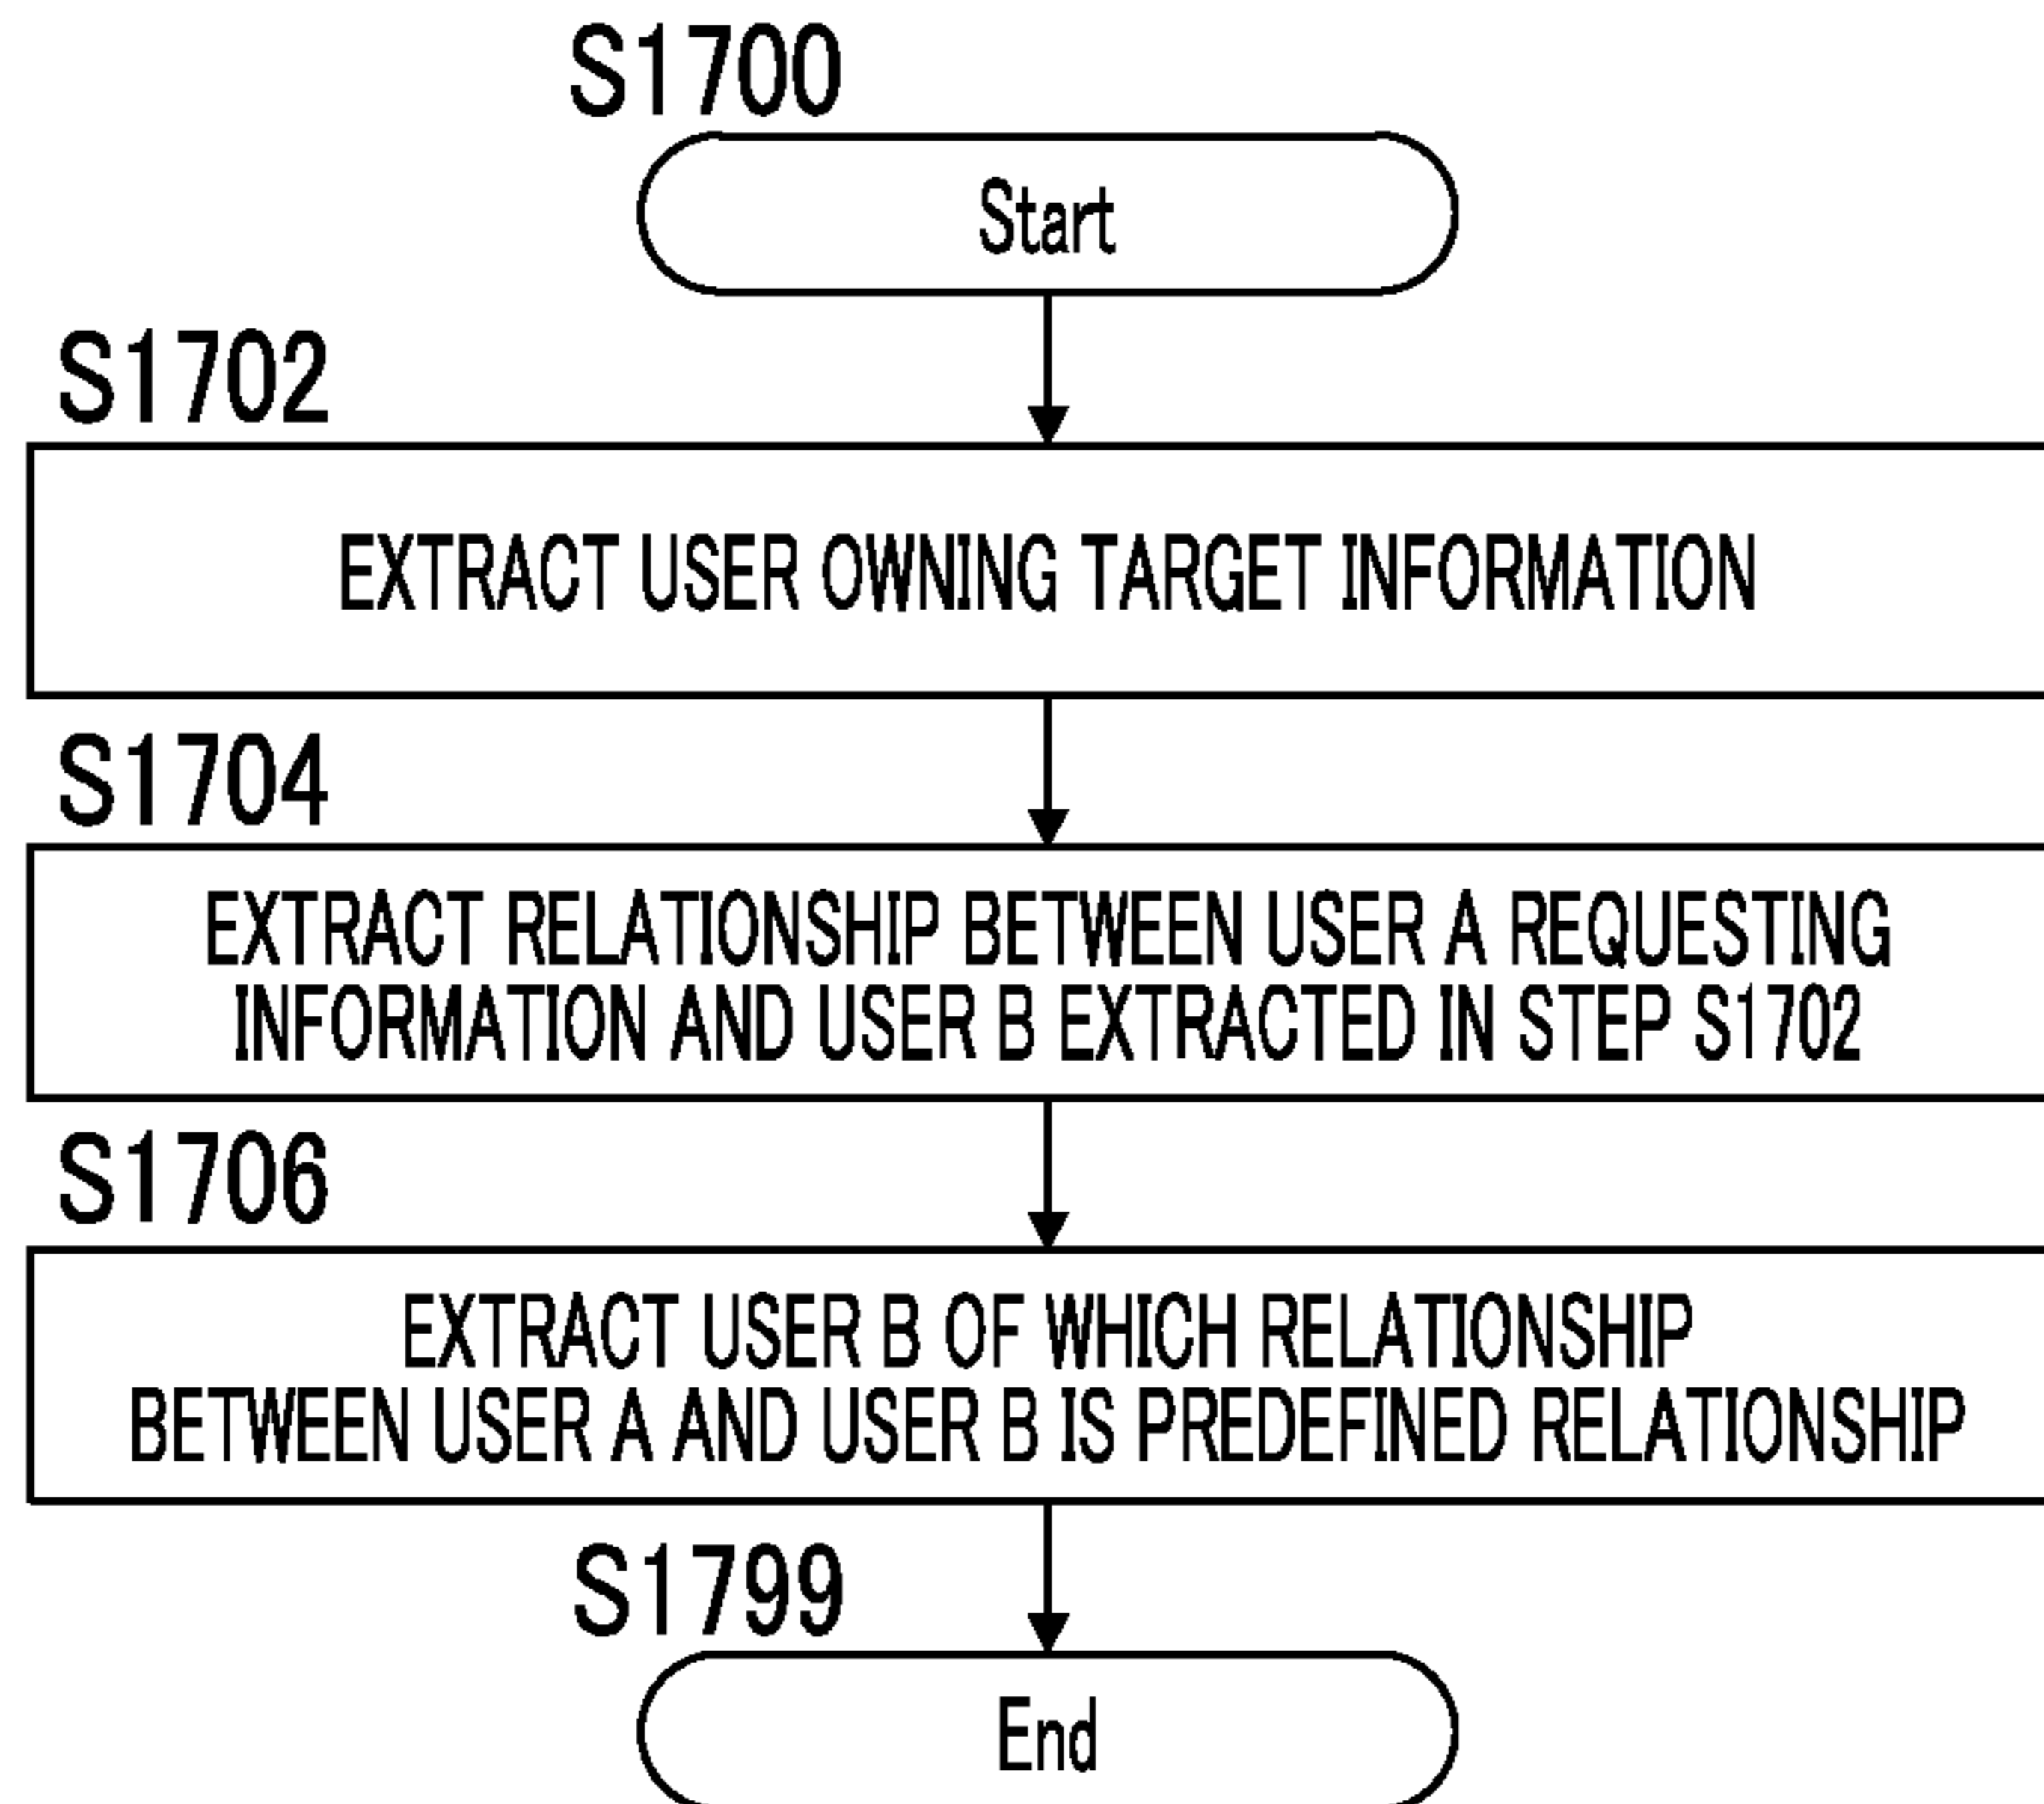 S1700
Start
S1702
EXTRACT USER OWNING TARGET INFORMATION
S1704
EXTRACT RELATIONSHIP BETWEEN USER A REQUESTING
INFORMATION AND USER B EXTRACTED IN STEP S1702
S1706
EXTRACT USER B OF WHICH RELATIONSHIP
BETWEEN USER A AND USER B IS PREDEFINED RELATIONSHIP
S1799
End